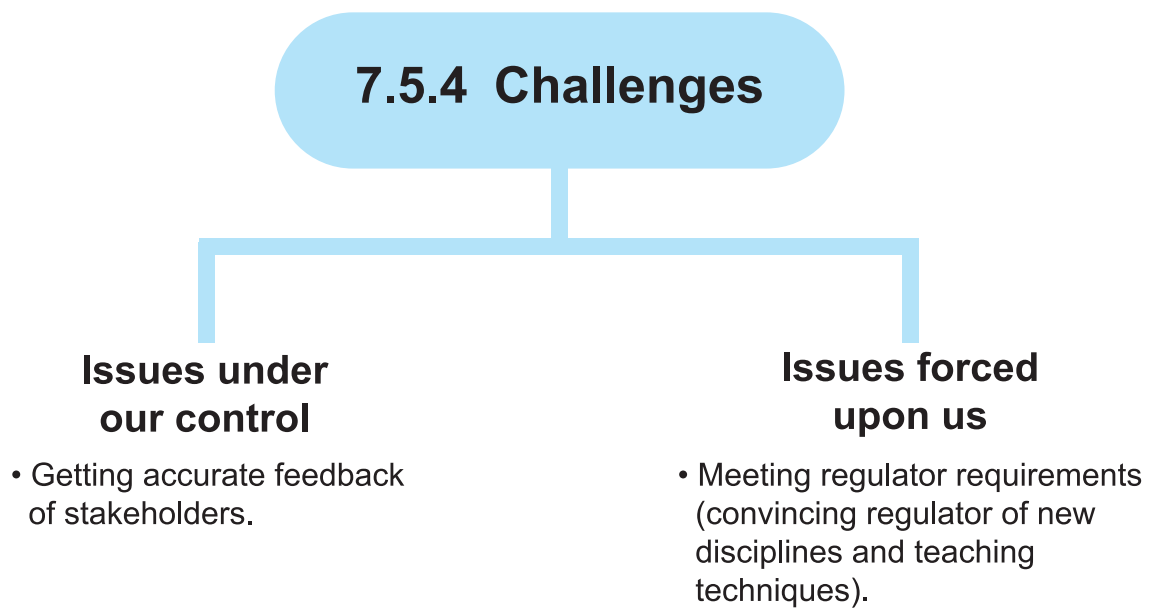 7.5.4 Challenges
Issues under
our control
• Getting accurate feedback
of stakeholders.
Issues forced
upon us
• Meeting regulator requirements
(convincing regulator of new
disciplines and teaching
techniques).